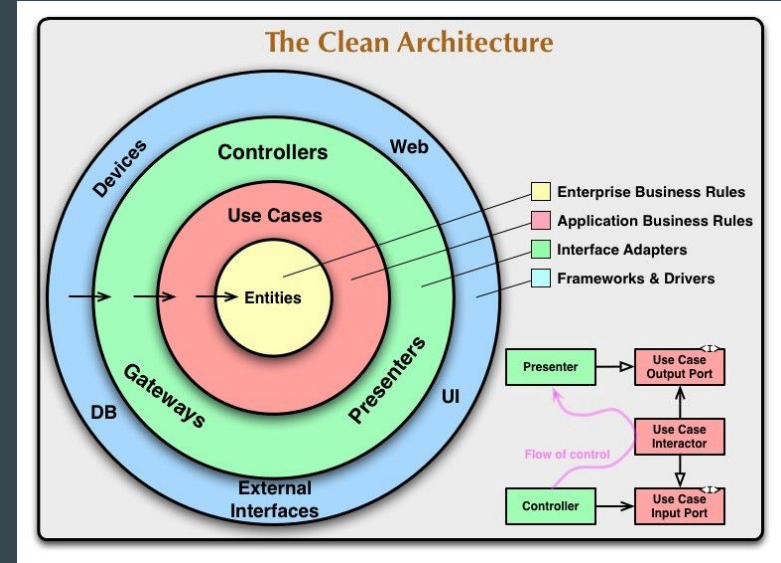 The Clean Architecture
Devices
Controllers
Web
Use Cases
Entities
Gateways
Presenters
DB
UI
External
Interfaces
Enterprise Business Rules
Application Business Rules
Interface Adapters
Frameworks & Drivers
Presenter
<I>
Use Case
Output Port
Use Case
Interactor
Flow of control
Controller
<I>
Use Case
Input Port